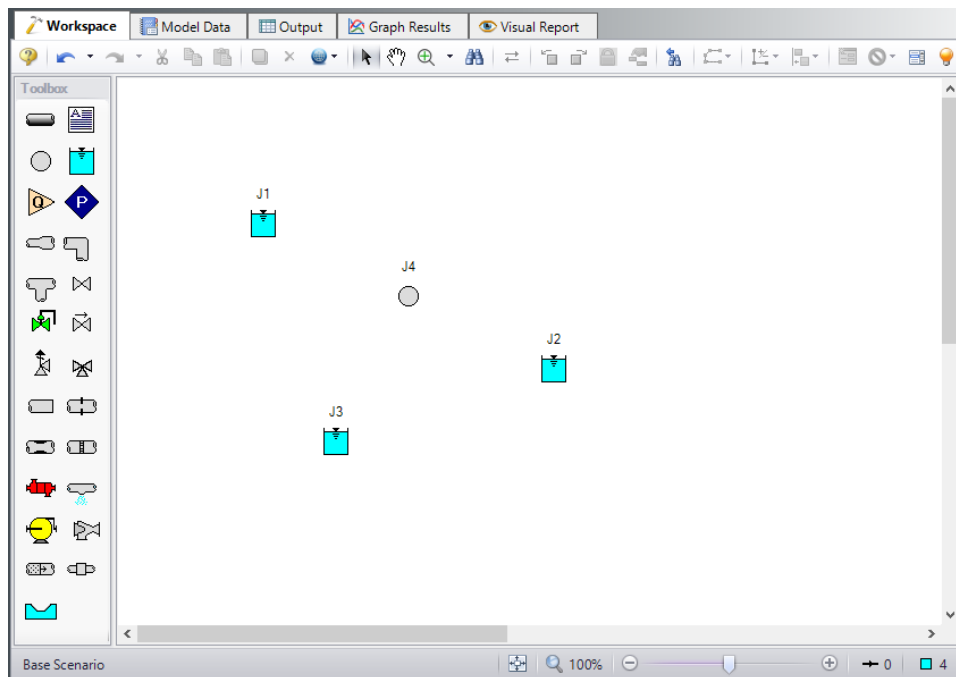 Workspace Model Data Output Graph Results Visual Report
Toolbox
A
Q P
J1
J4
J2
J3
Base Scenario 100% 0 4